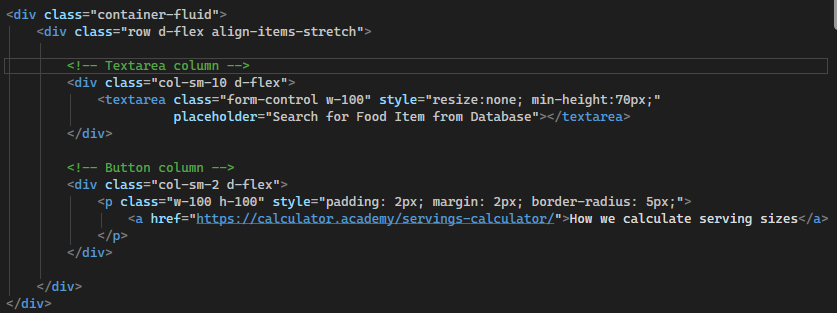 <div class="container-fluid">
<div class="row d-flex align-items-stretch">
<!-- Textarea column -->
<div class="col-sm-10 d-flex">
<textarea class="form-control w-100" style="resize:none; min-height:70px;"
placeholder="Search for Food Item from Database"></textarea>
</div>
<!-- Button column -->
<div class="col-sm-2 d-flex">
<p class="w-100 h-100" style="padding: 2px; margin: 2px; border-radius: 5px;">
<a href="https://calculator.academy/servings-calculator/">How we calculate serving sizes</a>
</p>
</div>
</div>
</div>